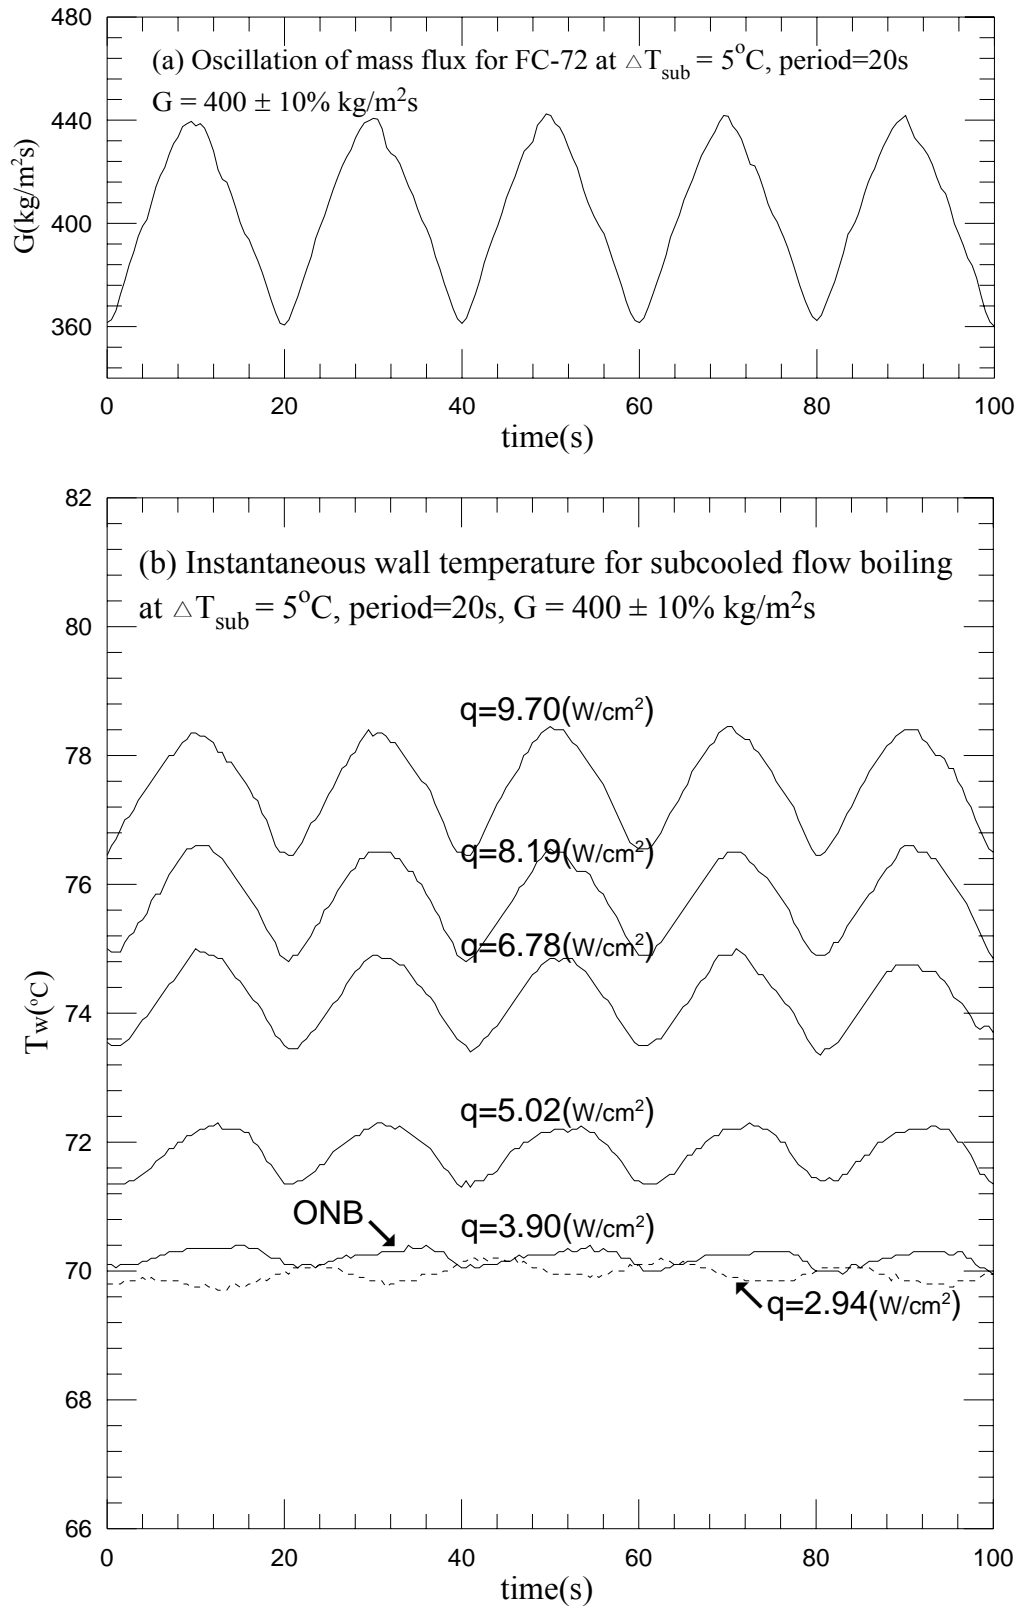 480
(a) Oscillation of mass flux for FC-72 at △T_sub = 5°C, period=20s
G = 400 ± 10% kg/m²s
440
400
360
G(kg/m²s)
0 20 40 60 80 100
time(s)
82
(b) Instantaneous wall temperature for subcooled flow boiling
at △T_sub = 5°C, period=20s, G = 400 ± 10% kg/m²s
80
q=9.70(W/cm²)
78
q=8.19(W/cm²)
76
q=6.78(W/cm²)
74
Tw(°C)
q=5.02(W/cm²)
72
ONB
q=3.90(W/cm²)
70
q=2.94(W/cm²)
68
66
0 20 40 60 80 100
time(s)